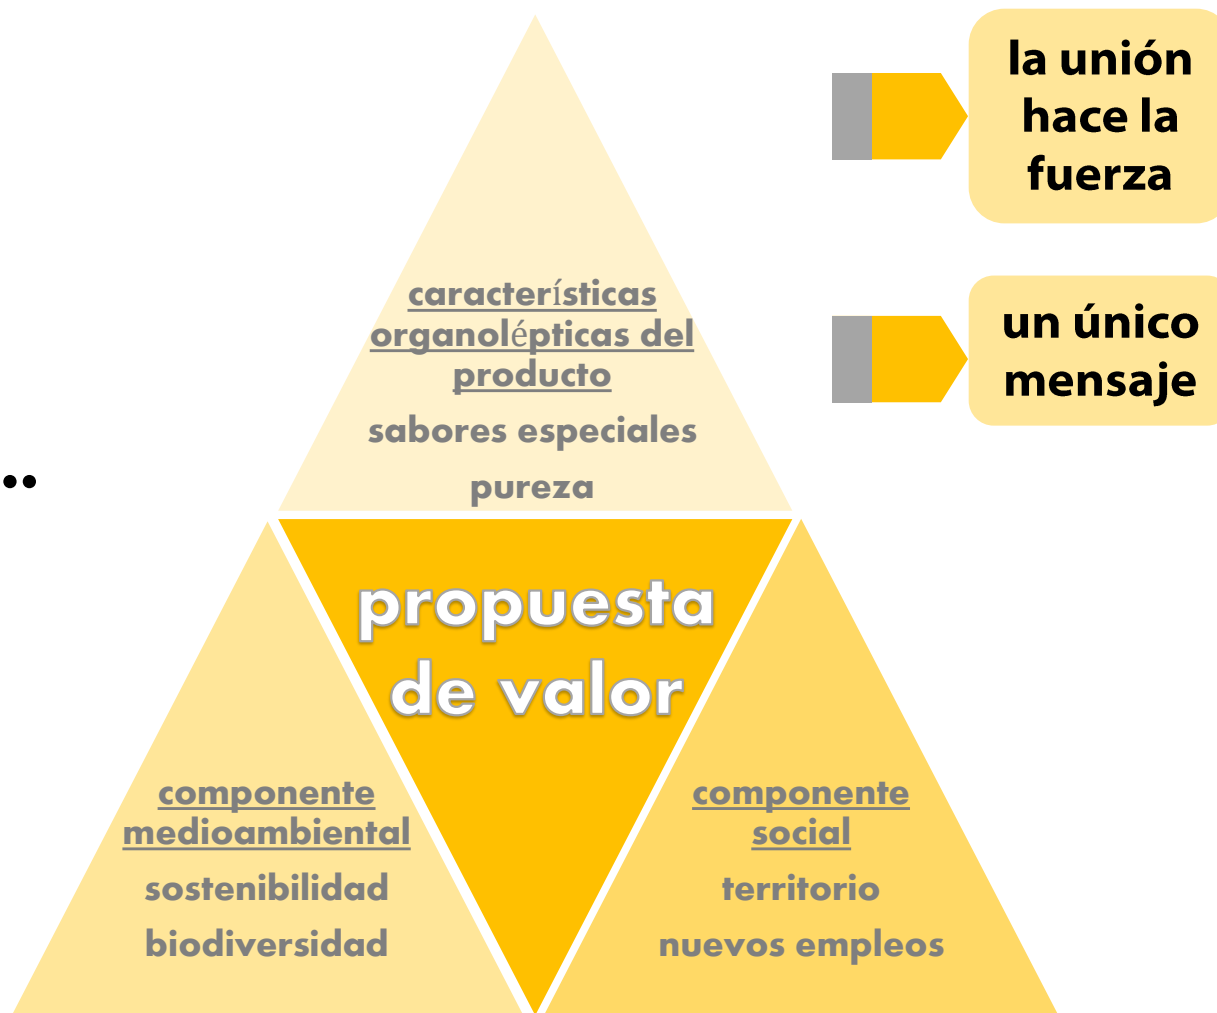 la unión
hace la
fuerza
un único
mensaje
características
organolépticas del
producto
sabores especiales
pureza
..
propuesta
de valor
componente
medioambiental
sostenibilidad
biodiversidad
componente
social
territorio
nuevos empleos